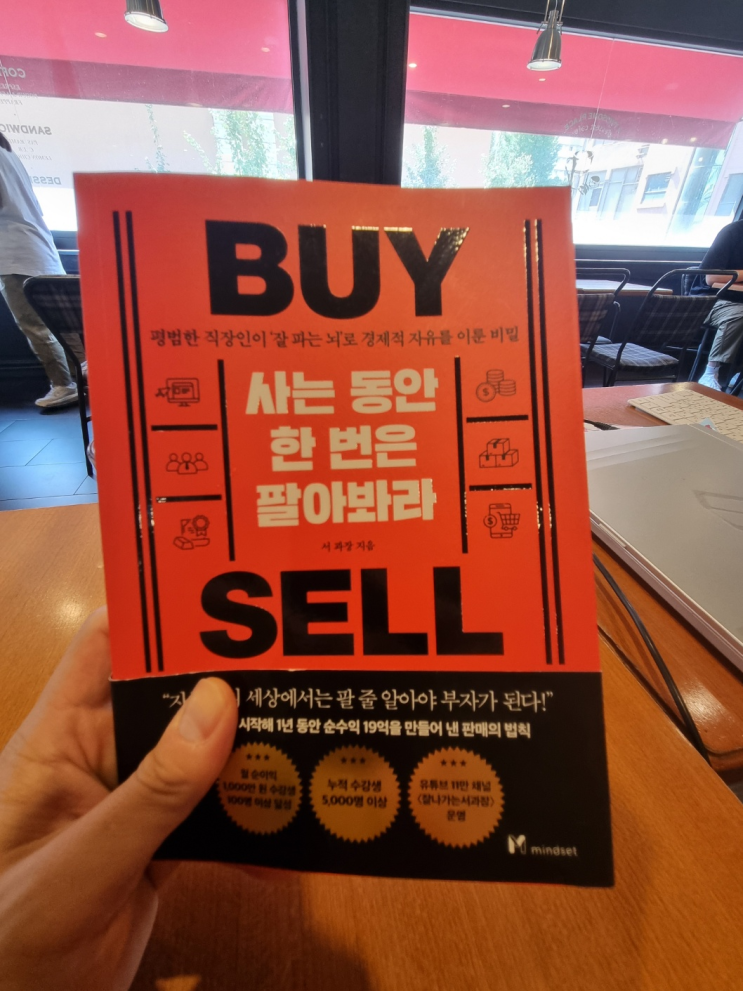 SANDWIC
DESSE
BUY
평범한 직장인이 '잘 파는 뇌'로 경제적 자유를 이룬 비밀
사는 동안
한 번은
팔아봐라
서 과장 지음
SELL
세상에서는 팔 줄 알아야 부자가 된다!"
시작해 1년 동안 순수익 19억을 만들어 낸 판매의 법칙
월 순이익
1,000만 원 수강생
100명 이상 달성
누적 수강생
5,000명 이상
유튜브 11만 채널
<잘나가는서과장>
운영
mindset